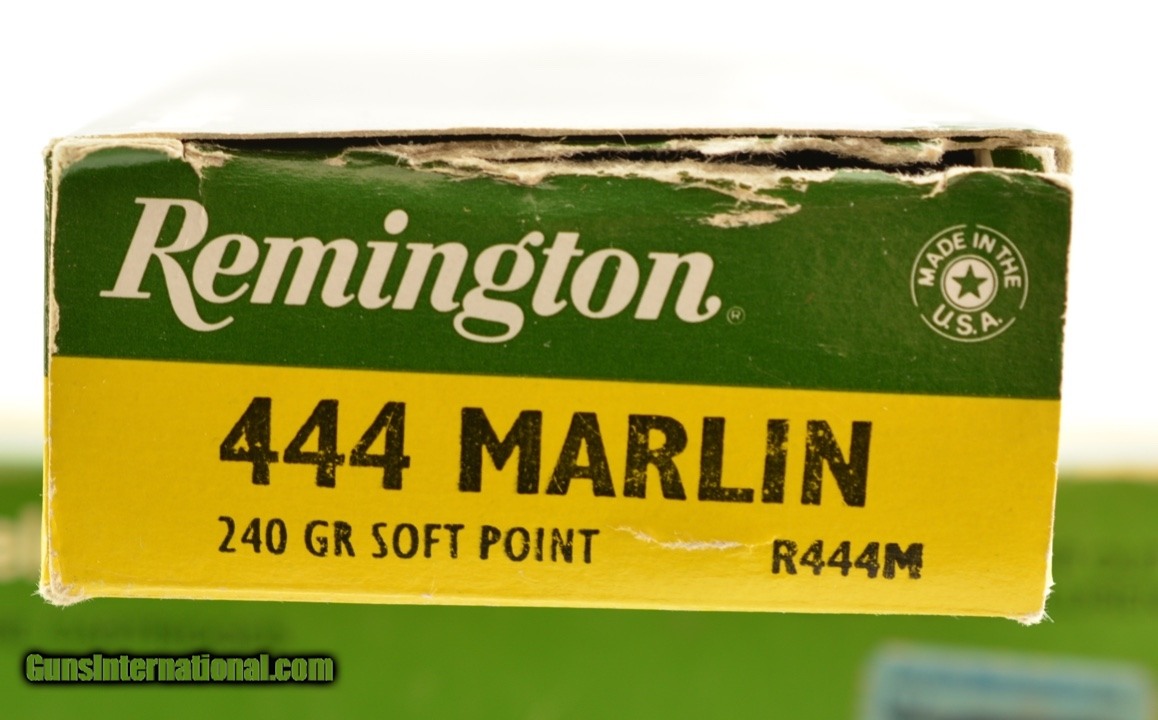 Remington®
MADE IN THE
U.S.A.
444 MARLIN
240 GR SOFT POINT
R444M
GunsInternational.com